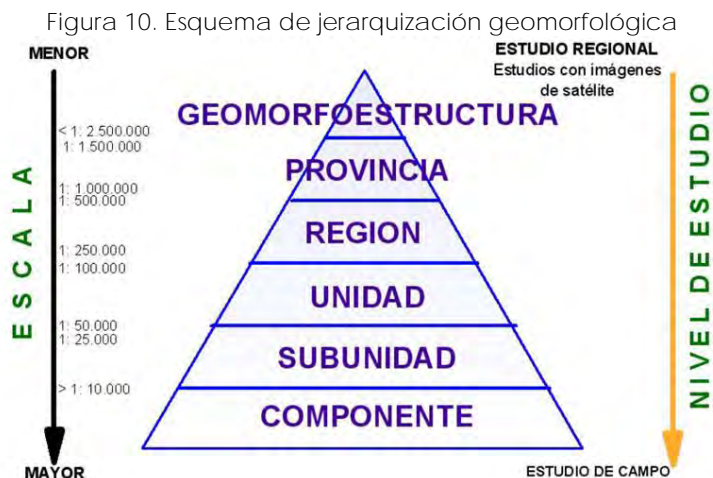 Figura 10. Esquema de jerarquización geomorfológica
MENOR
ESTUDIO REGIONAL
Estudios con imágenes
de satélite
GEOMORFOESTRUCTURA
< 1: 2.500.000
1: 1.500.000
PROVINCIA
1: 1.000.000
1: 500.000
REGION
1: 250.000
1: 100.000
UNIDAD
1: 50.000
1: 25.000
SUBUNIDAD
> 1: 10.000
COMPONENTE
MAYOR
ESTUDIO DE CAMPO
ESCALA
NIVEL DE ESTUDIO